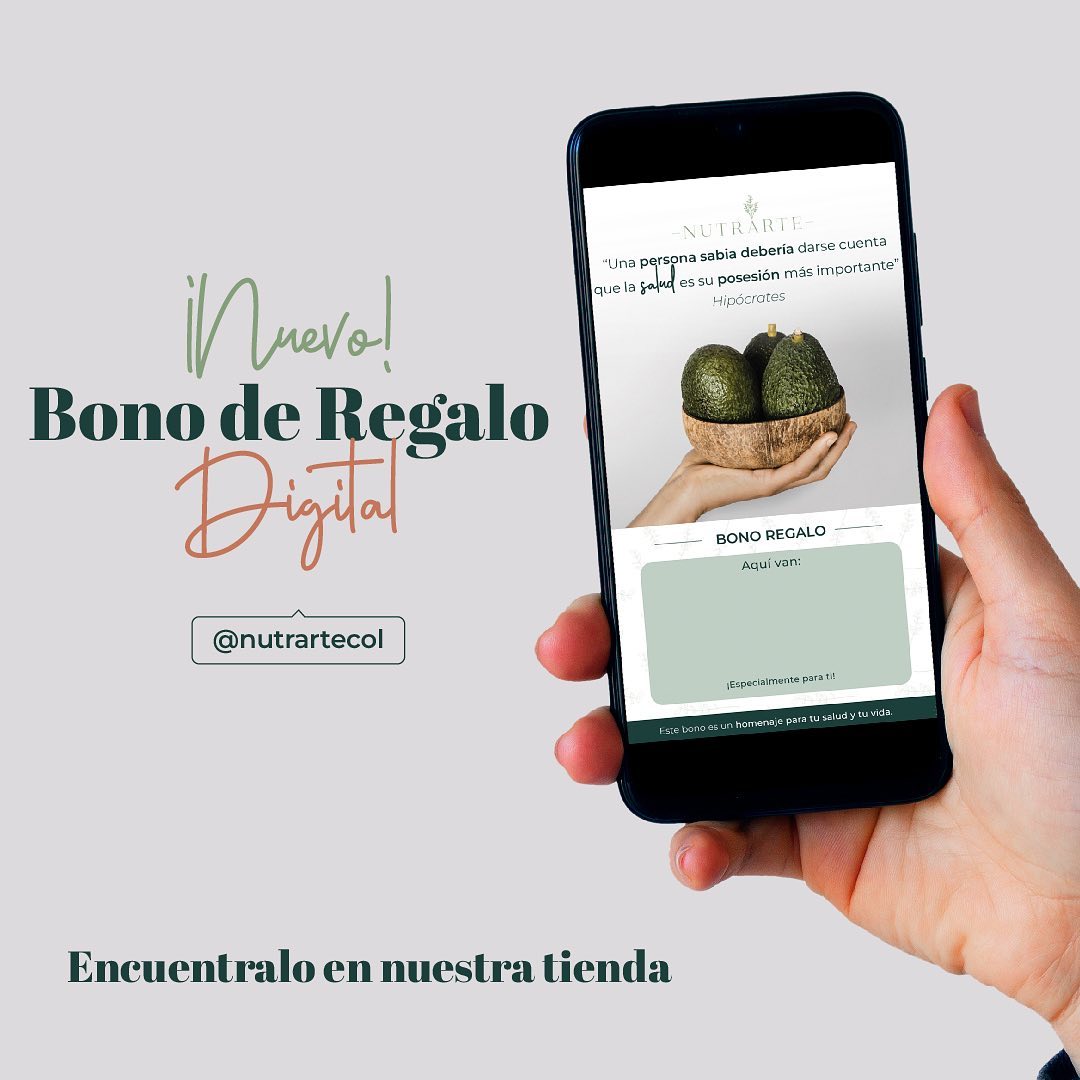 ¡Nuevo!
Bono de Regalo
Digital
@nutrartecol
Encuentralo en nuestra tienda
NUTRARTE
“Una persona sabia debería darse cuenta
que la salud es su posesión más importante”
Hipócrates
BONO REGALO
Aquí van:
¡Especialmente para ti!
Este bono es un homenaje para tu salud y tu vida.